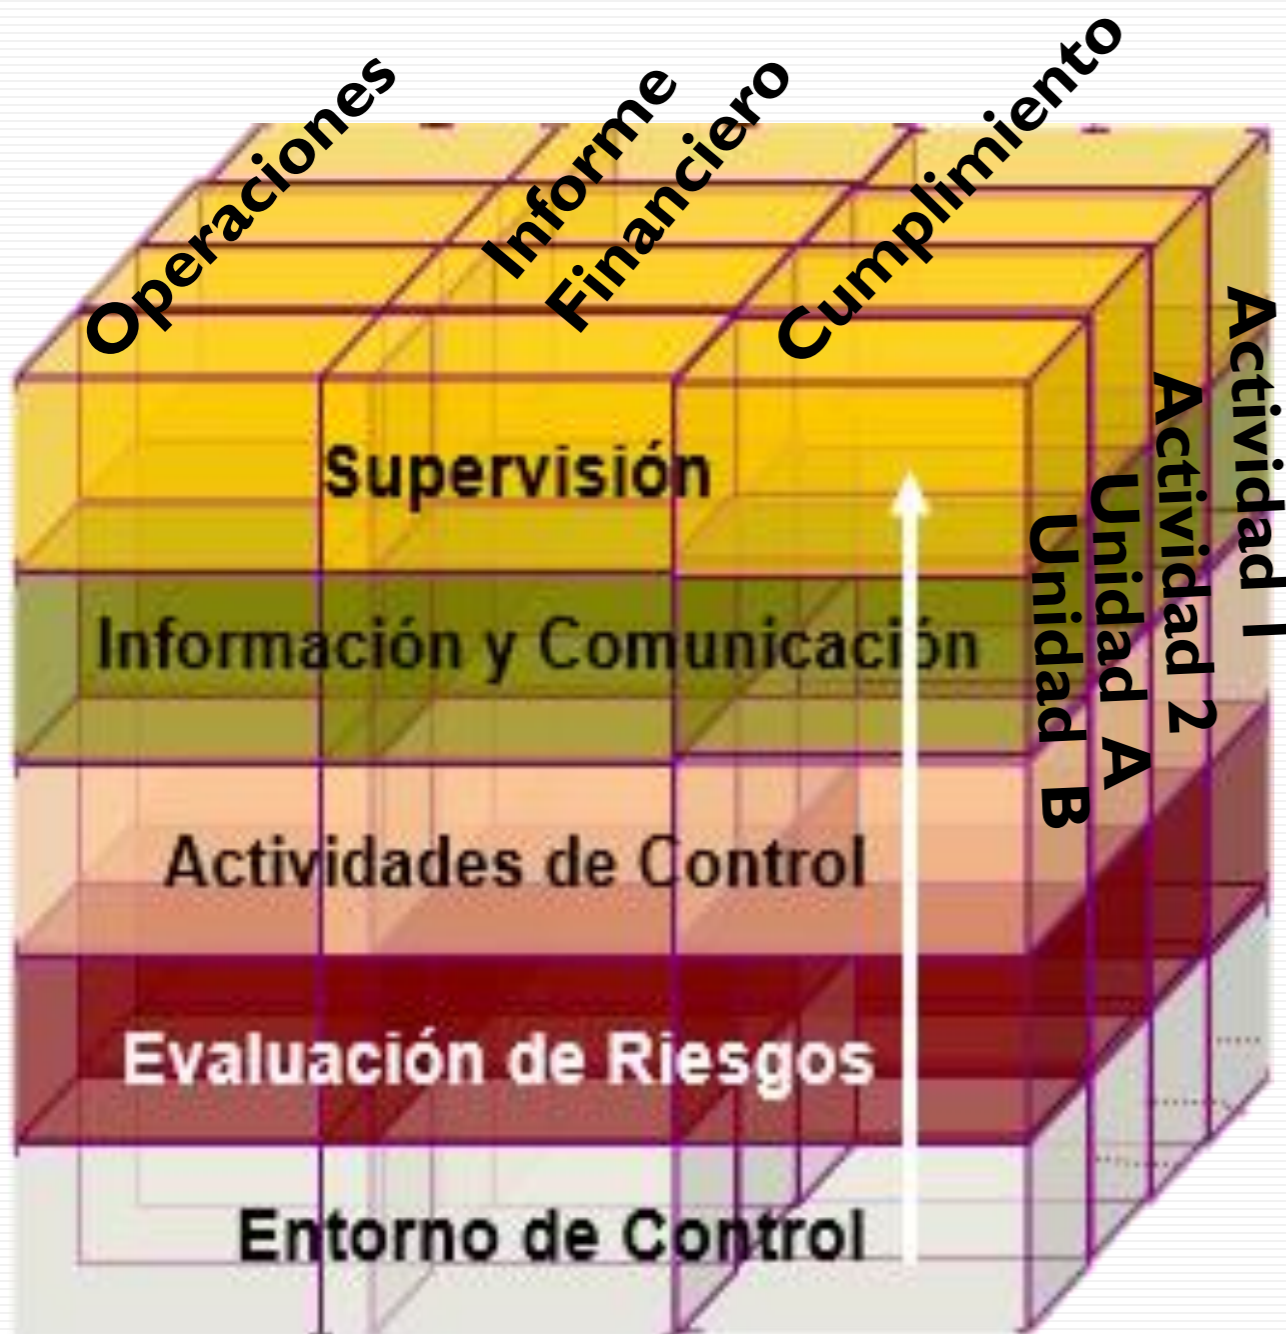 Operaciones
Informe
Financiero
Cumplimiento
Supervisión
Información y Comunicación
Actividades de Control
Evaluación de Riesgos
Entorno de Control
Unidad B
Unidad A
Actividad 2
Actividad 1